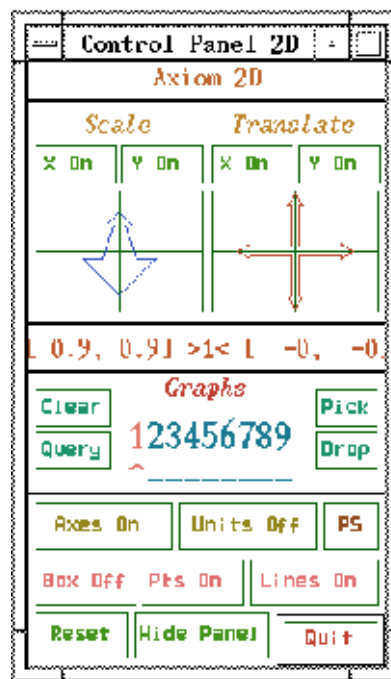 Control Panel 2D
Axiom 2D
Scale Translate
X On Y On X On Y On
[ 0.9, 0.9] >1< [ -0, -0
Graphs
Clear Pick
123456789
Query Drop
^ _ _ _ _ _ _ _ _
Axes On Units Off PS
Box Off Pts On Lines On
Reset Hide Panel Quit